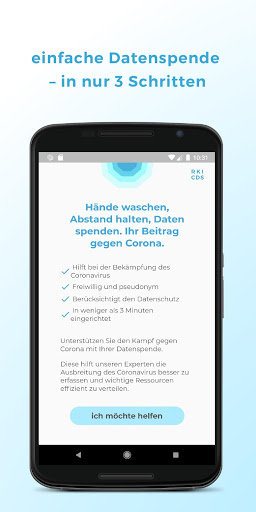 einfache Datenspende
– in nur 3 Schritten
10:31
RKI
CDS
Hände waschen,
Abstand halten, Daten
spenden. Ihr Beitrag
gegen Corona.
Hilft bei der Bekämpfung des
Coronavirus
Freiwillig und pseudonym
Berücksichtigt den Datenschutz
In weniger als 3 Minuten
eingerichtet
Unterstützen Sie den Kampf gegen
Corona mit Ihrer Datenspende.
Diese hilft unseren Experten die
Ausbreitung des Coronavirus besser zu
erfassen und wichtige Ressourcen
effizient zu verteilen.
ich möchte helfen